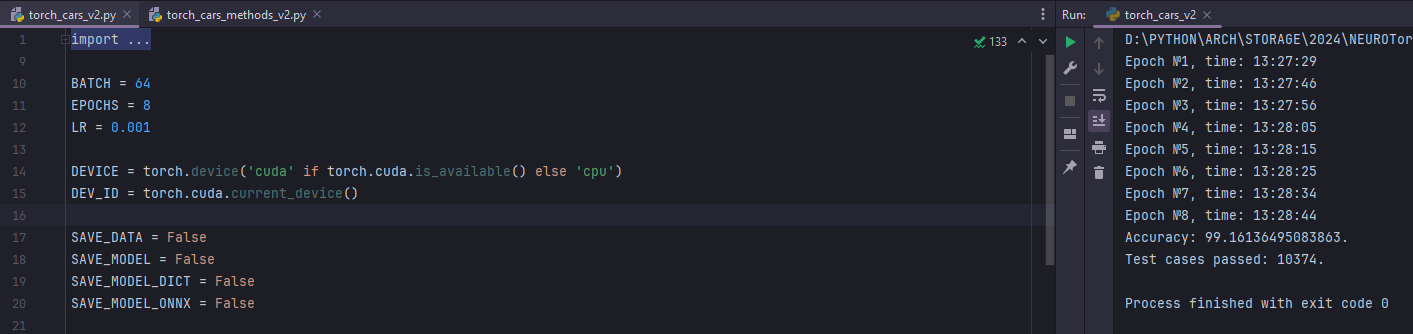 torch_cars_v2.py
torch_cars_methods_v2.py
1 import ...
133
9
10 BATCH = 64
11 EPOCHS = 8
12 LR = 0.001
13
14 DEVICE = torch.device('cuda' if torch.cuda.is_available() else 'cpu')
15 DEV_ID = torch.cuda.current_device()
16
17 SAVE_DATA = False
18 SAVE_MODEL = False
19 SAVE_MODEL_DICT = False
20 SAVE_MODEL_ONNX = False
21
Run: torch_cars_v2
D:\PYTHON\ARCH\STORAGE\2024\NEUROTor
Epoch №1, time: 13:27:29
Epoch №2, time: 13:27:46
Epoch №3, time: 13:27:56
Epoch №4, time: 13:28:05
Epoch №5, time: 13:28:15
Epoch №6, time: 13:28:25
Epoch №7, time: 13:28:34
Epoch №8, time: 13:28:44
Accuracy: 99.16136495083863.
Test cases passed: 10374.
Process finished with exit code 0